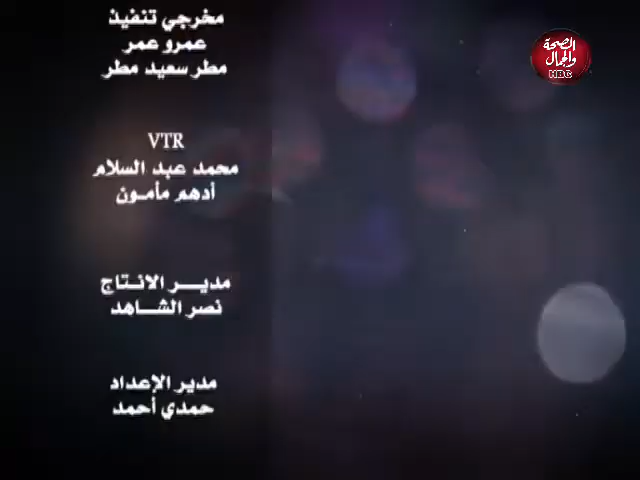 مخرجي تنفيذ
عمرو عمر
مطر سعيد مطر
الصحة
والجمال
HBC
VTR
محمد عبد السلام
أدهم مأمون
مديـــر الانتـاج
نصر الشـــاهد
مدير الإعداد
حمدي أحمد